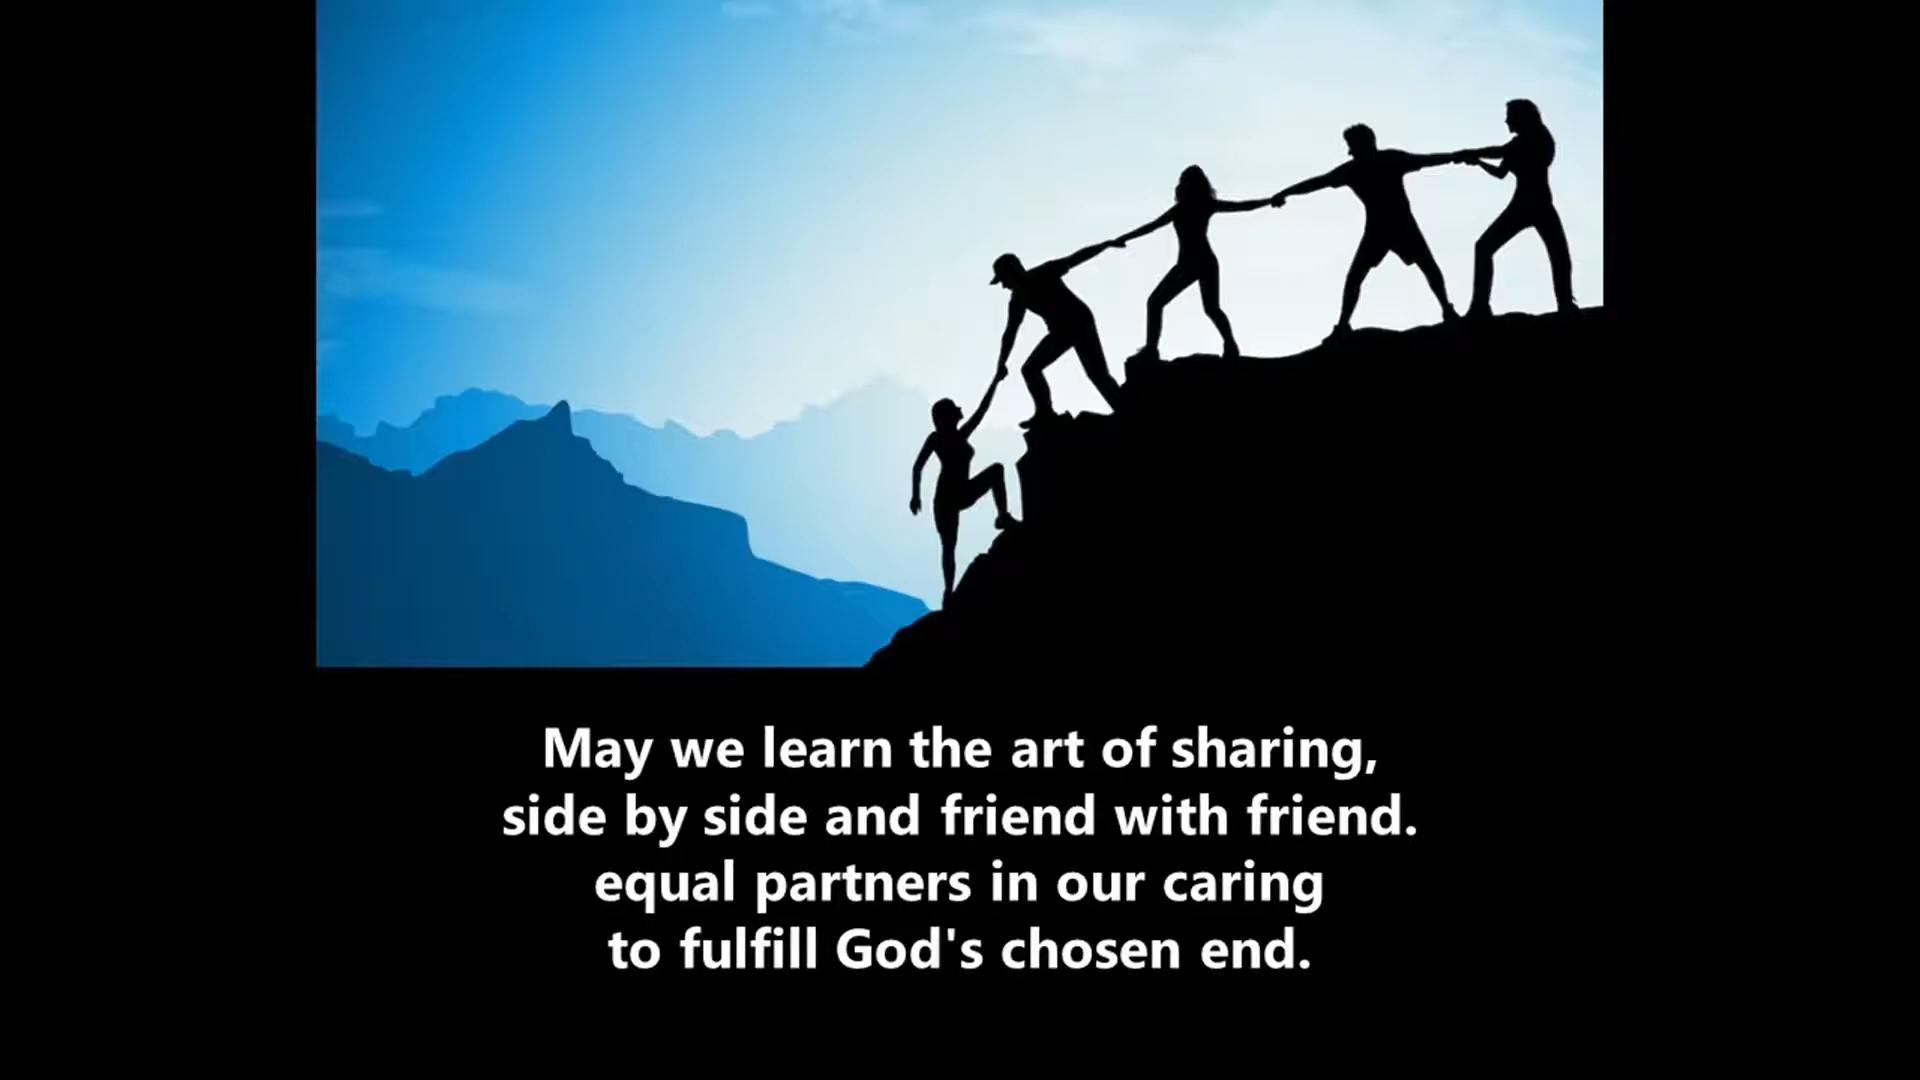 May we learn the art of sharing,
side by side and friend with friend.
equal partners in our caring
to fulfill God's chosen end.